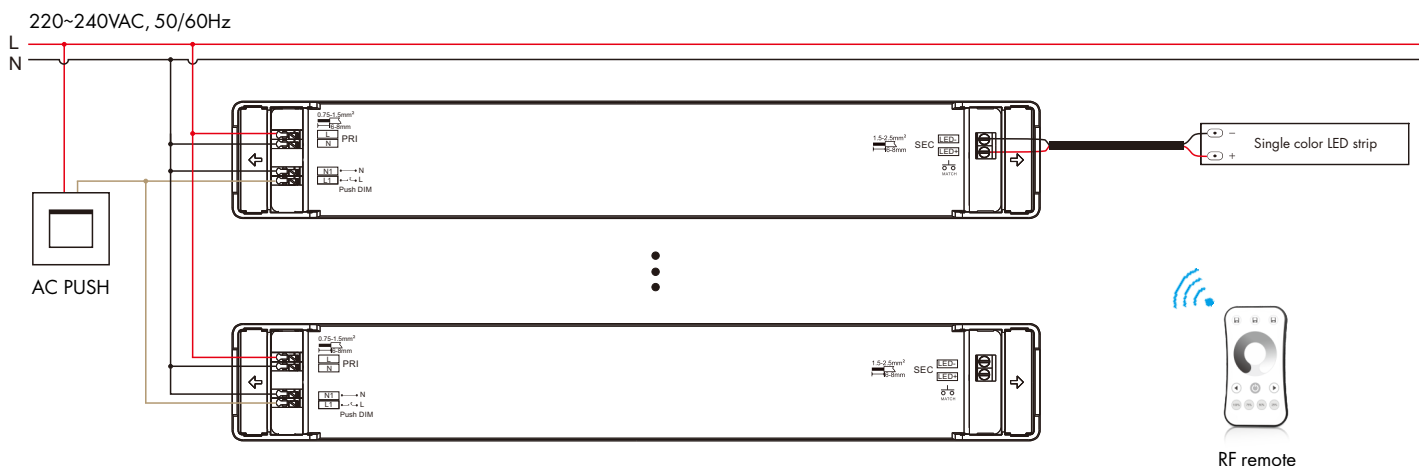 220~240VAC, 50/60Hz
L
N
0.75-1.5mm²
6-8mm
L
PRI
N
N1 N
L1 L
Push DIM
1.5-2.5mm²
6-8mm
SEC
LED-
LED+
MATCH
−
Single color LED strip
+
AC PUSH
0.75-1.5mm²
6-8mm
L
PRI
N
N1 N
L1 L
Push DIM
1.5-2.5mm²
6-8mm
SEC
LED-
LED+
MATCH
RF remote